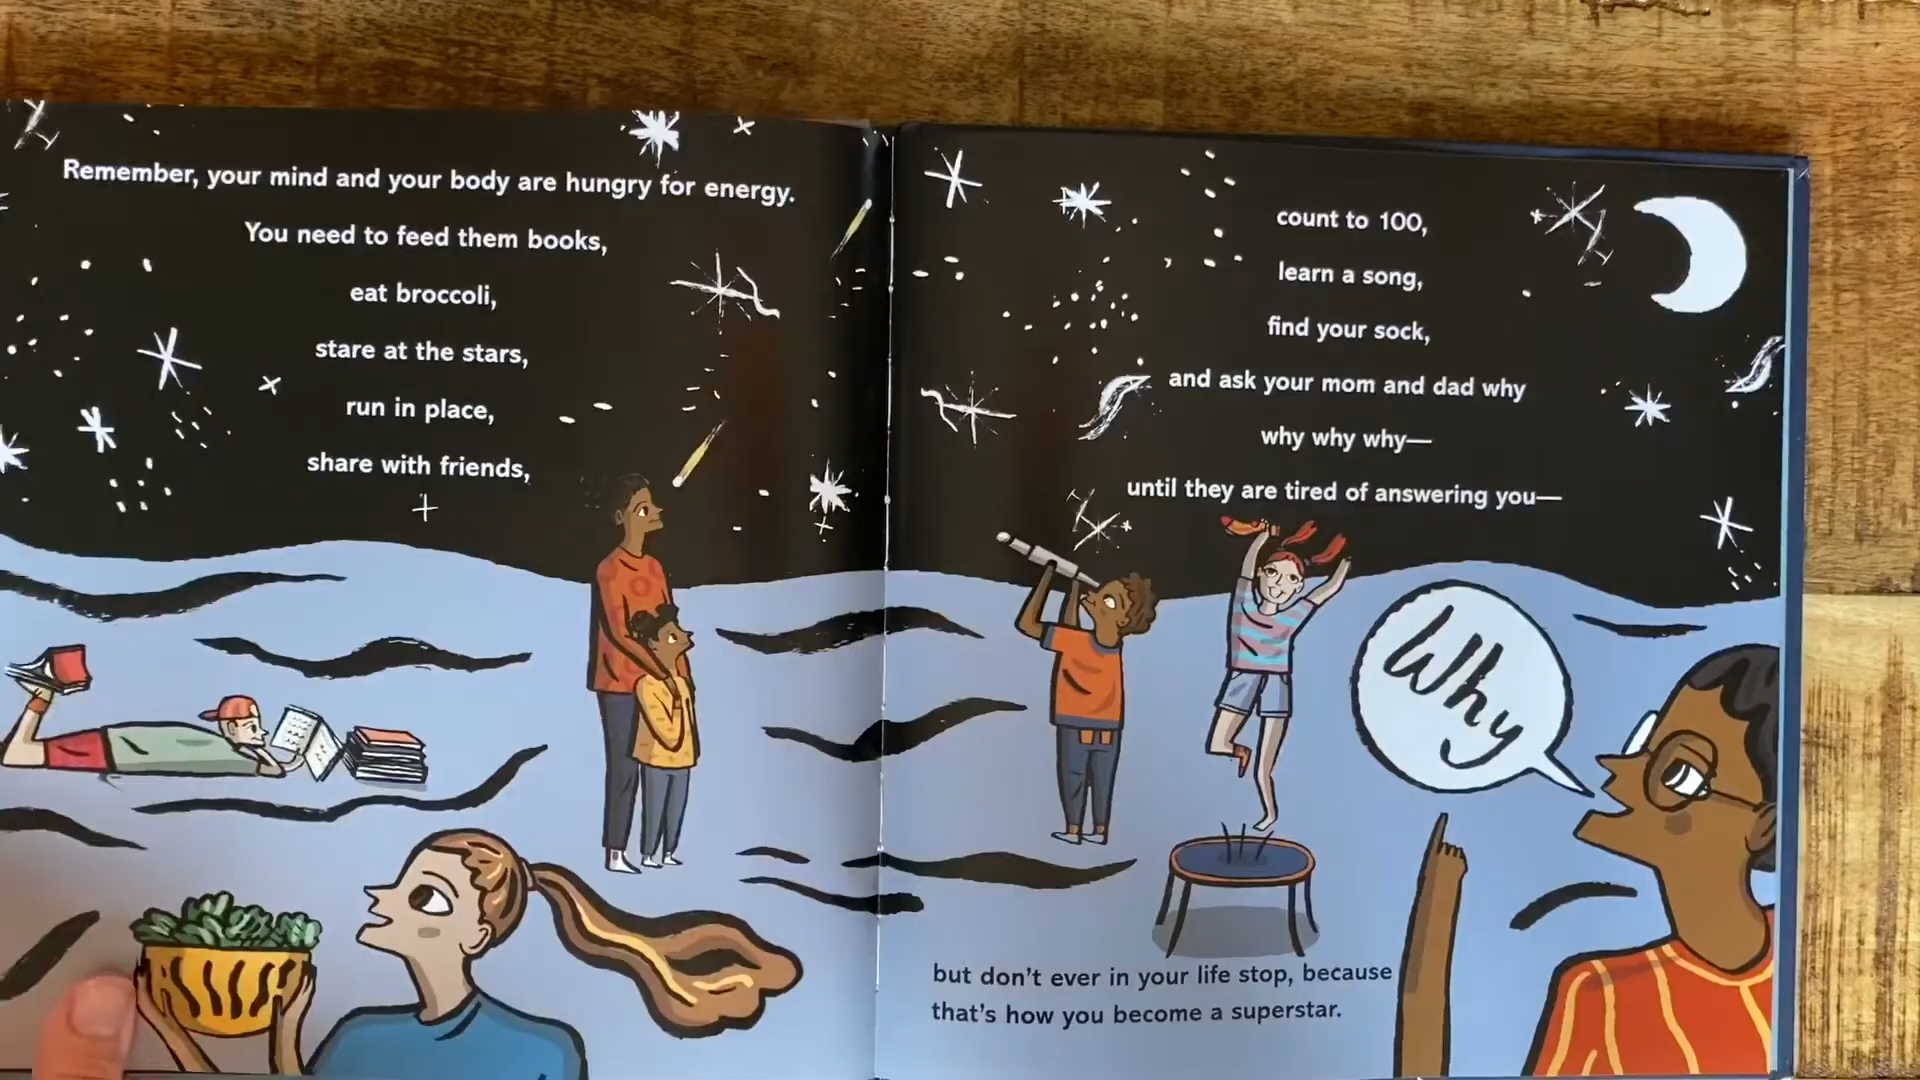 Remember, your mind and your body are hungry for energy.
You need to feed them books,
eat broccoli,
stare at the stars,
run in place,
share with friends,
count to 100,
learn a song,
find your sock,
and ask your mom and dad why
why why why—
until they are tired of answering you—
Why
but don't ever in your life stop, because
that's how you become a superstar.